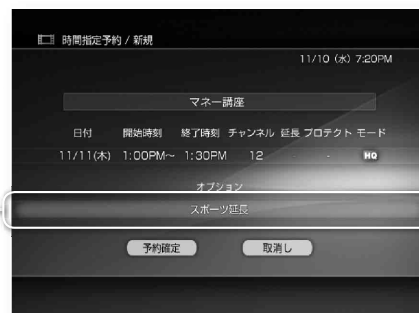 時間指定予約 / 新規
11/10 (水) 7:20PM
マネー講座
日付 開始時刻 終了時刻 チャンネル 延長 プロテクト モード
11/11(木) 1:00PM~ 1:30PM 12 - - HQ
オプション
スポーツ延長
予約確定 取消し